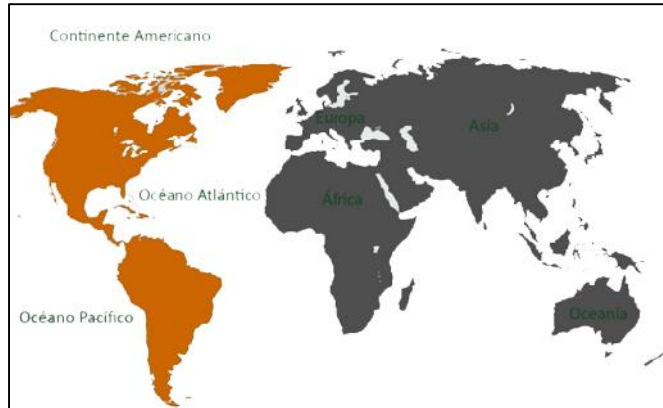 Continente Americano
Europa
Asia
Océano Atlántico
África
Océano Pacífico
Oceanía